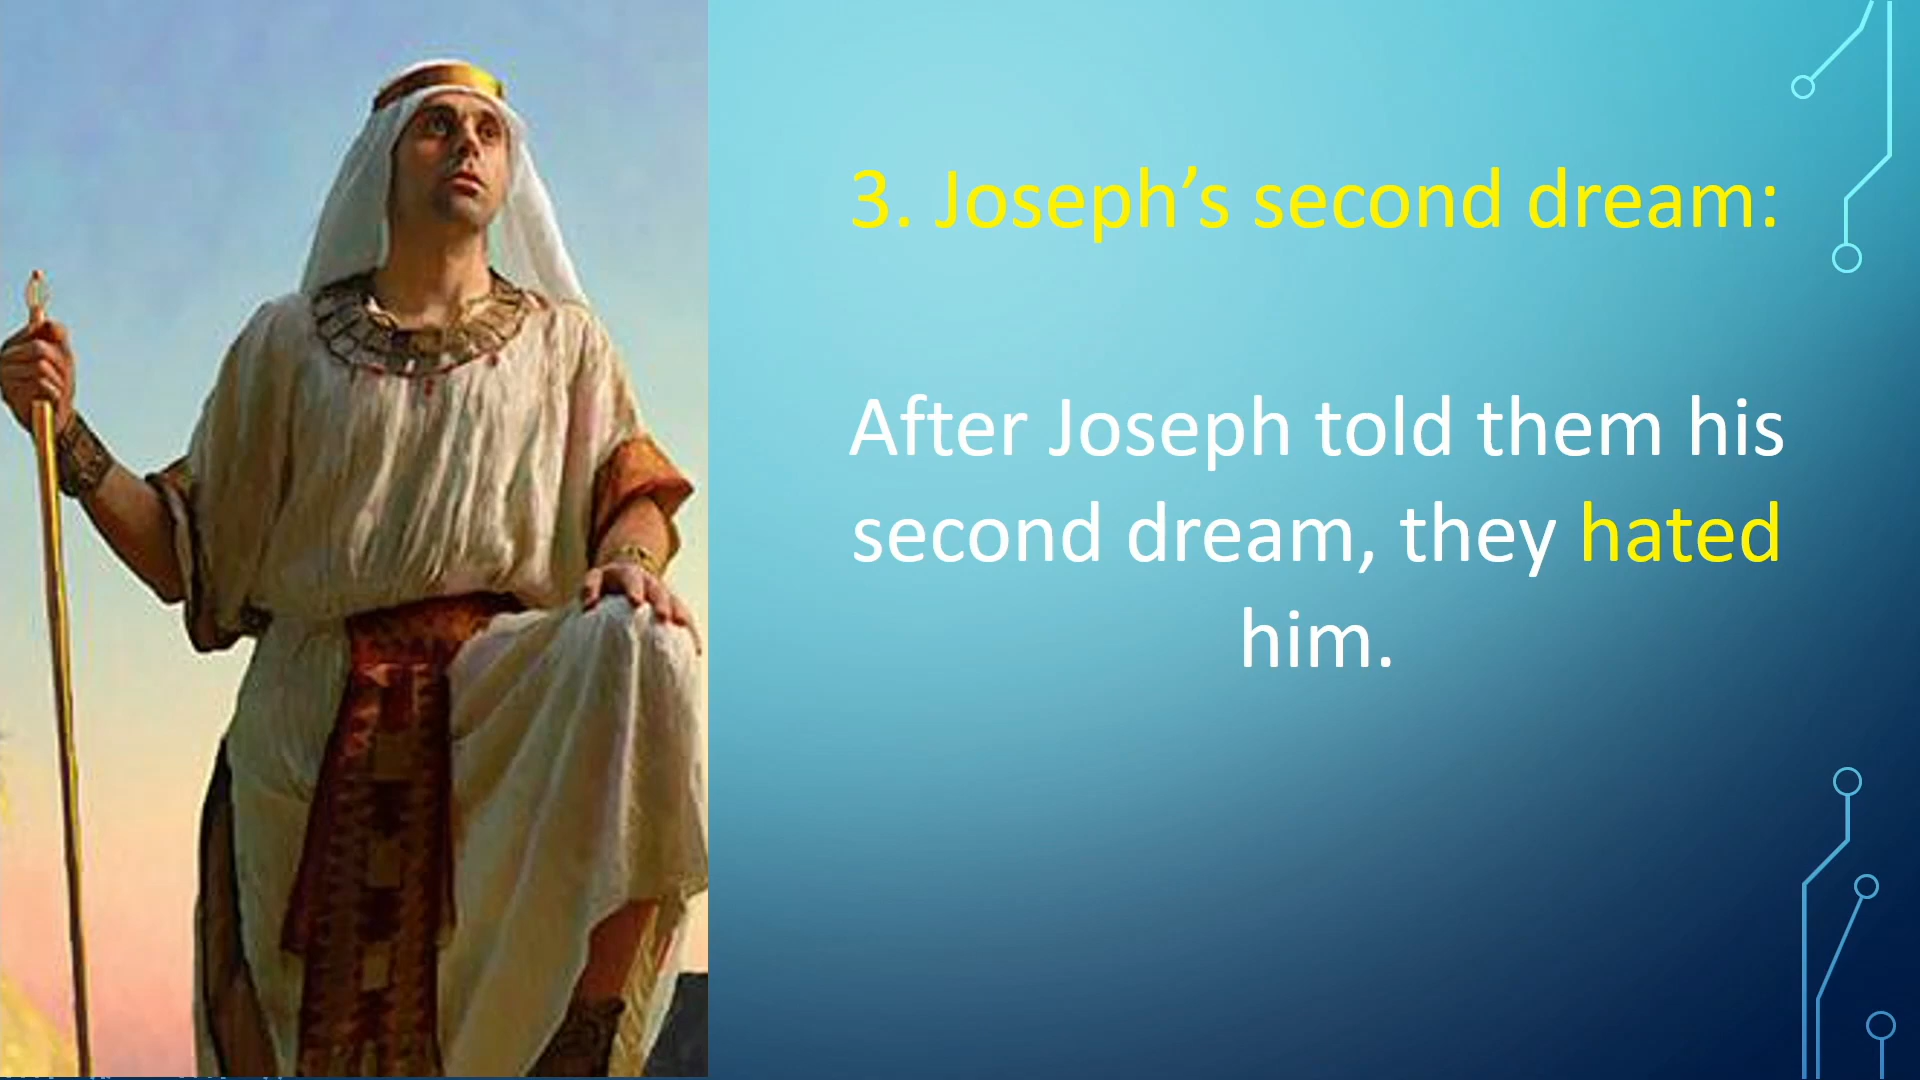 3. Joseph’s second dream:
After Joseph told them his
second dream, they hated
him.